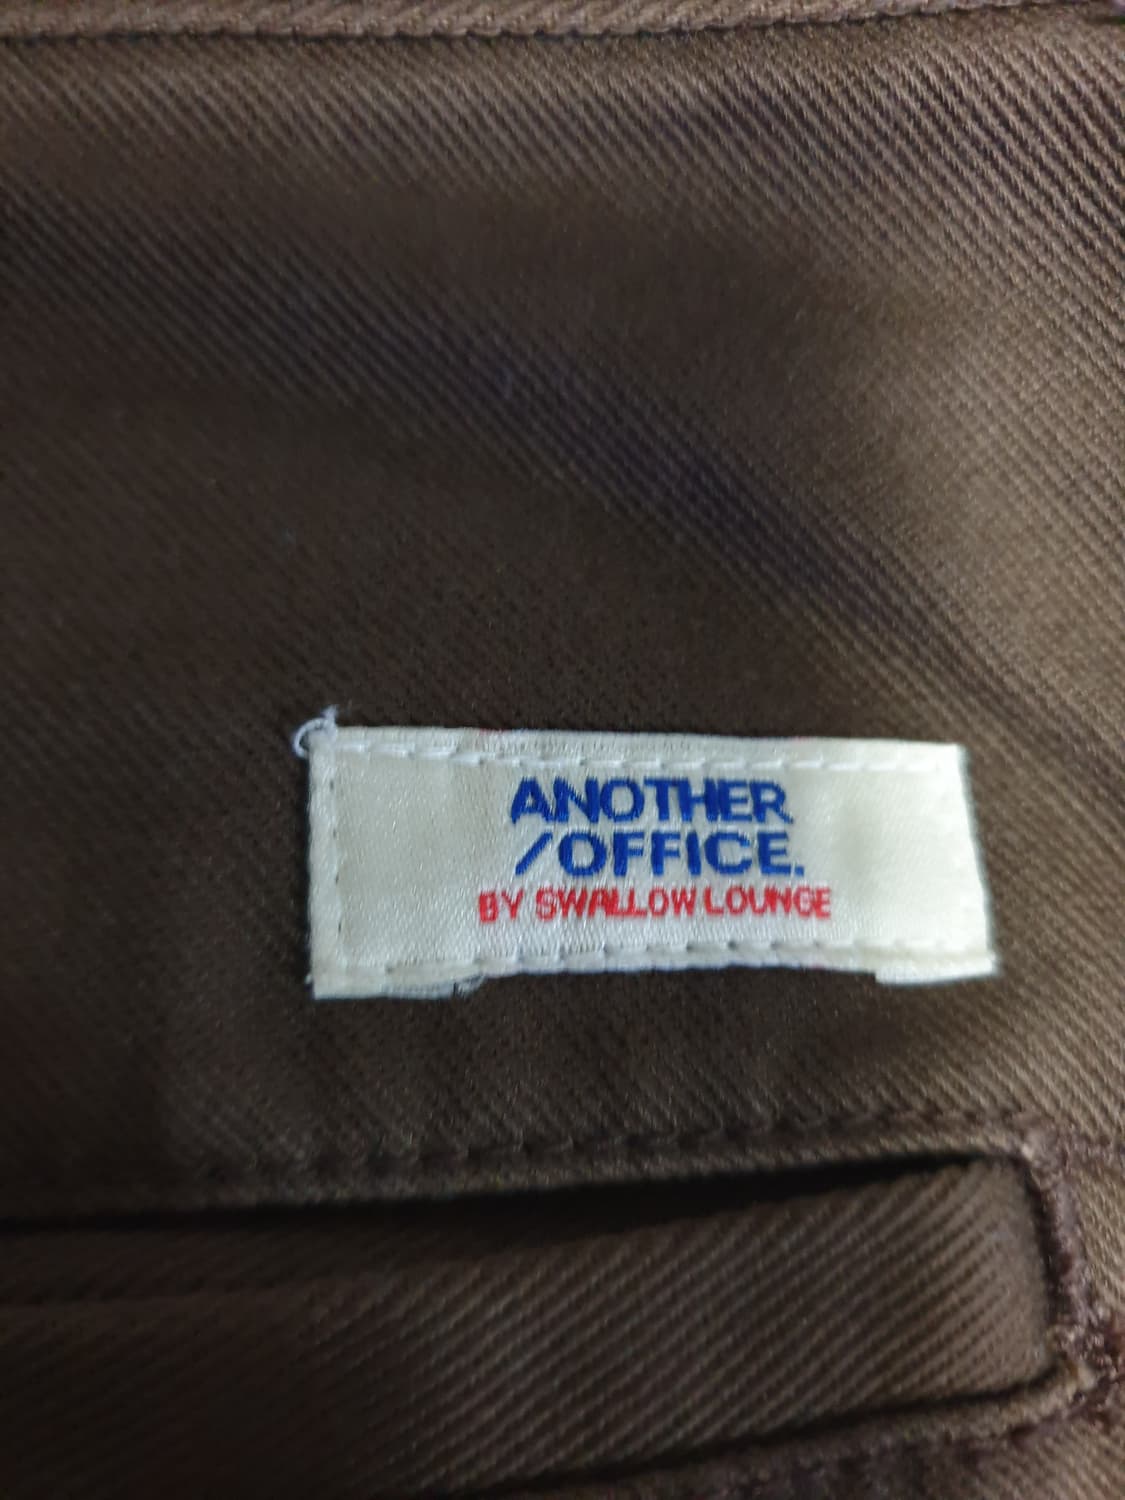 ANOTHER
/OFFICE.
BY SWALLOW LOUNGE